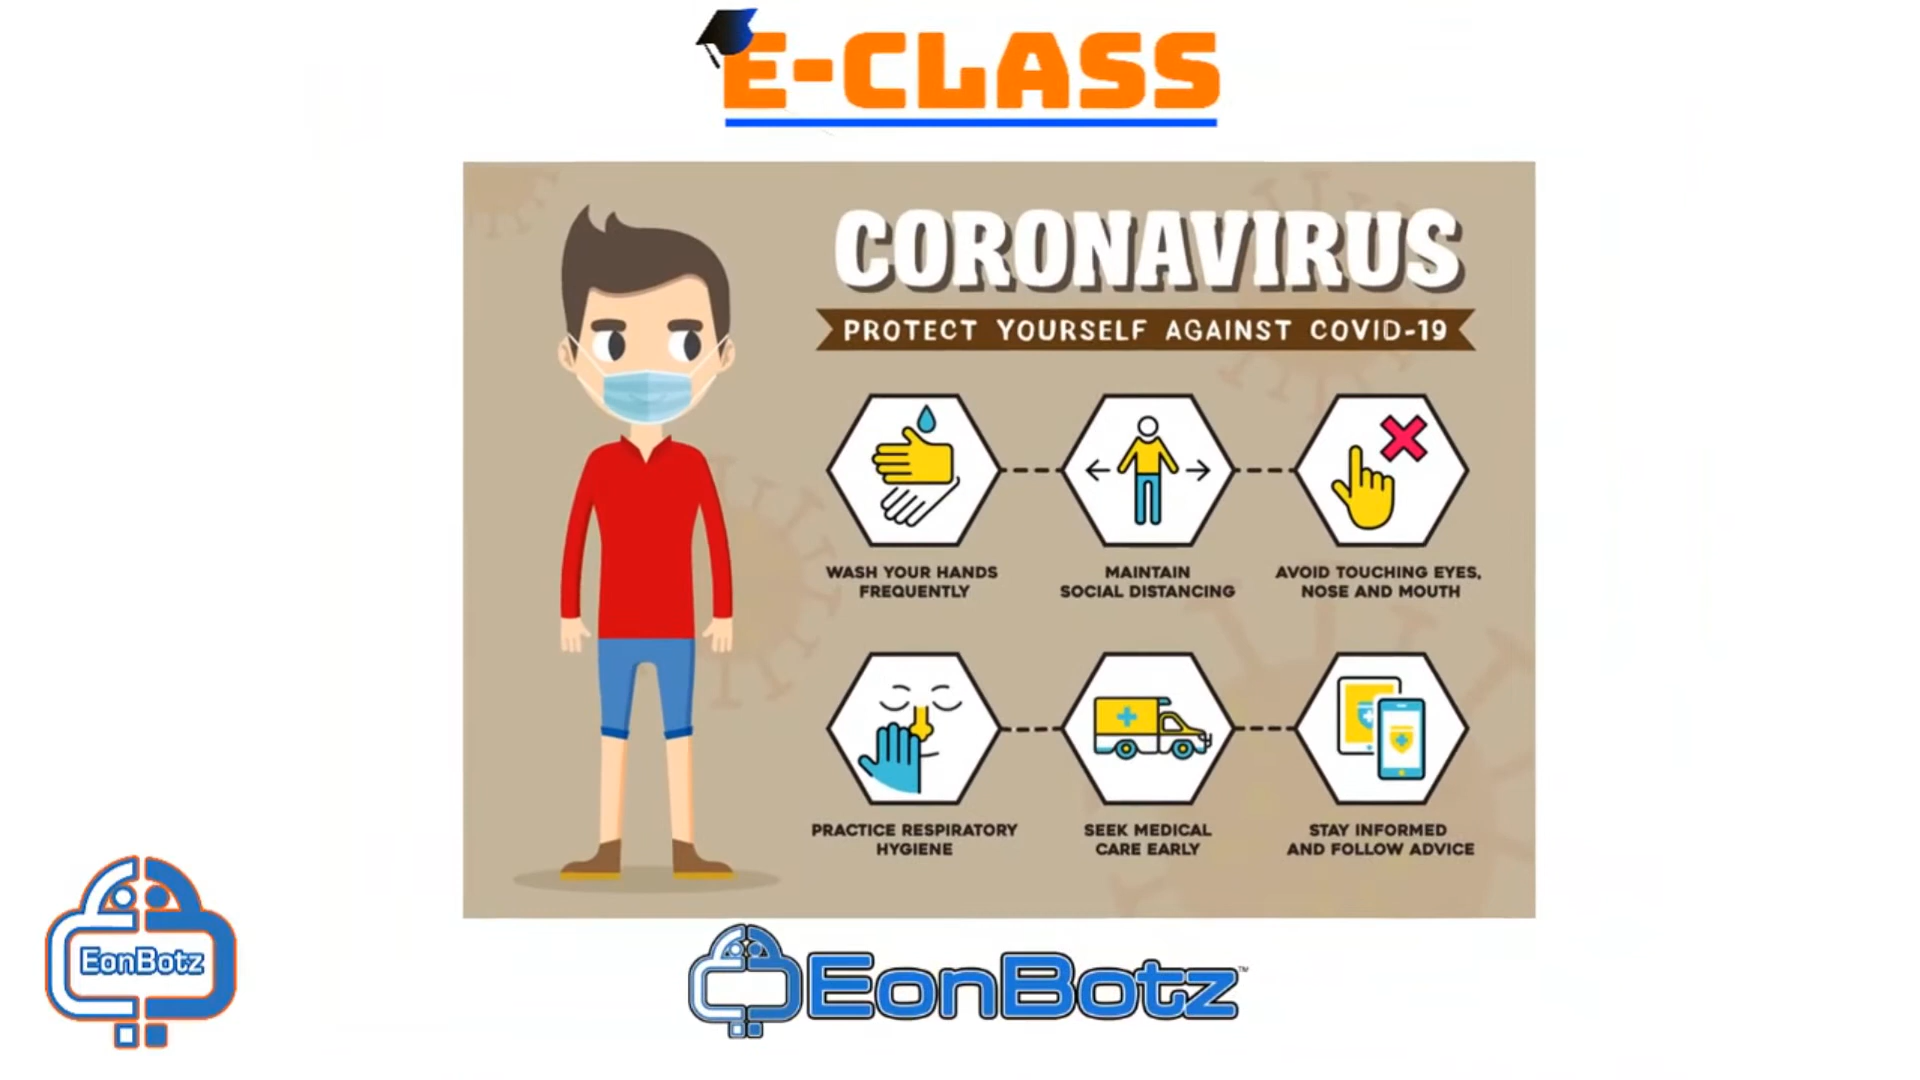 E-CLASS
CORONAVIRUS
PROTECT YOURSELF AGAINST COVID-19
WASH YOUR HANDS
FREQUENTLY
MAINTAIN
SOCIAL DISTANCING
AVOID TOUCHING EYES,
NOSE AND MOUTH
PRACTICE RESPIRATORY
HYGIENE
SEEK MEDICAL
CARE EARLY
STAY INFORMED
AND FOLLOW ADVICE
EonBotz
EonBotz™